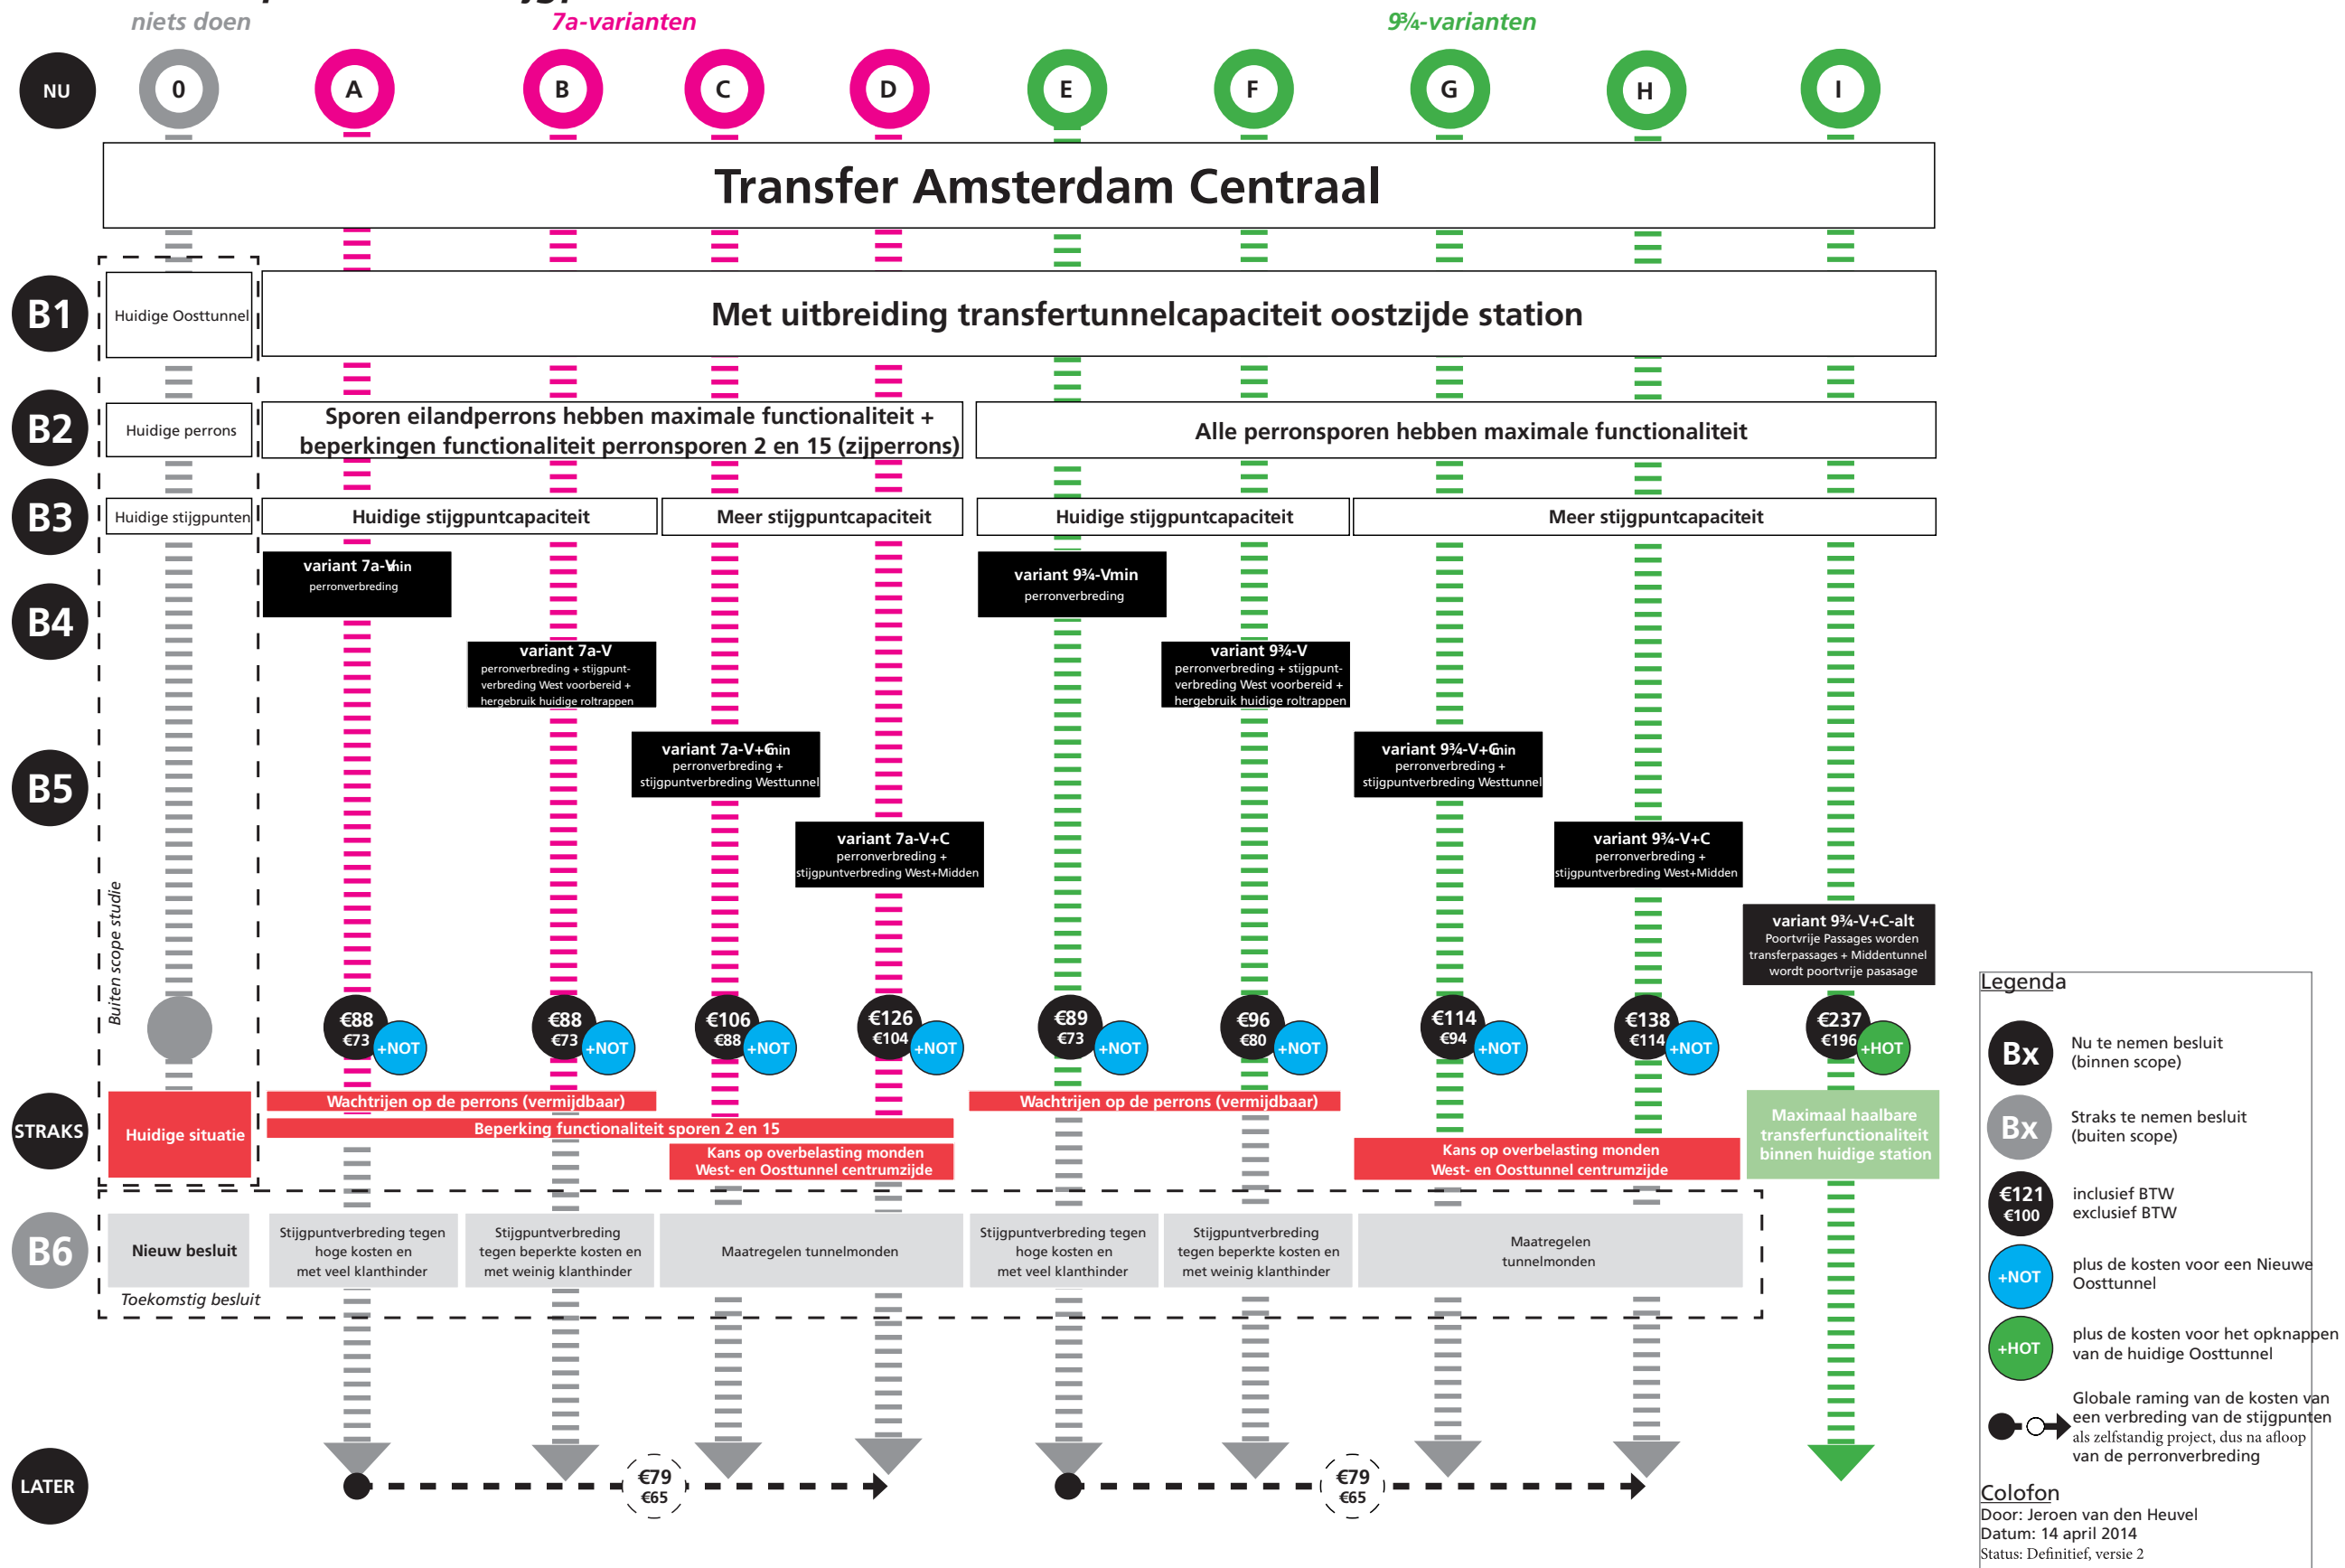 niets doen
7a-varianten
9¾-varianten
NU
0
A
B
C
D
E
F
G
H
I
Transfer Amsterdam Centraal
B1
Huidige Oosttunnel
Met uitbreiding transfertunnelcapaciteit oostzijde station
B2
Huidige perrons
Sporen eilandperrons hebben maximale functionaliteit +
beperkingen functionaliteit perronsporen 2 en 15 (zijperrons)
Alle perronsporen hebben maximale functionaliteit
B3
Huidige stijgpunten
Huidige stijgpuntcapaciteit
Meer stijgpuntcapaciteit
Huidige stijgpuntcapaciteit
Meer stijgpuntcapaciteit
B4
variant 7a-Vmin
perronverbreding
variant 9¾-Vmin
perronverbreding
variant 7a-V
perronverbreding + stijgpunt-
verbreding West voorbereid +
hergebruik huidige roltrappen
variant 9¾-V
perronverbreding + stijgpunt-
verbreding West voorbereid +
hergebruik huidige roltrappen
B5
variant 7a-V+Cmin
perronverbreding +
stijgpuntverbreding Westtunnel
variant 9¾-V+Cmin
perronverbreding +
stijgpuntverbreding Westtunnel
variant 7a-V+C
perronverbreding +
stijgpuntverbreding West+Midden
variant 9¾-V+C
perronverbreding +
stijgpuntverbreding West+Midden
variant 9¾-V+C-alt
Poortvrije Passages worden
transferpassages + Middentunnel
wordt poortvrije pasasage
Buiten scope studie
€88
€73
+NOT
€88
€73
+NOT
€106
€88
+NOT
€126
€104
+NOT
€89
€73
+NOT
€96
€80
+NOT
€114
€94
+NOT
€138
€114
+NOT
€237
€196
+HOT
STRAKS
Huidige situatie
Wachtrijen op de perrons (vermijdbaar)
Beperking functionaliteit sporen 2 en 15
Kans op overbelasting monden
West- en Oosttunnel centrumzijde
Wachtrijen op de perrons (vermijdbaar)
Kans op overbelasting monden
West- en Oosttunnel centrumzijde
Maximaal haalbare
transferfunctionaliteit
binnen huidige station
B6
Nieuw besluit
Stijgpuntverbreding tegen
hoge kosten en
met veel klanthinder
Stijgpuntverbreding
tegen beperkte kosten en
met weinig klanthinder
Maatregelen tunnelmonden
Stijgpuntverbreding tegen
hoge kosten en
met veel klanthinder
Stijgpuntverbreding
tegen beperkte kosten en
met weinig klanthinder
Maatregelen
tunnelmonden
Toekomstig besluit
LATER
€79
€65
€79
€65
Legenda
Bx
Nu te nemen besluit
(binnen scope)
Bx
Straks te nemen besluit
(buiten scope)
€121
€100
inclusief BTW
exclusief BTW
+NOT
plus de kosten voor een Nieuwe
Oosttunnel
+HOT
plus de kosten voor het opknappen
van de huidige Oosttunnel
Globale raming van de kosten van
een verbreding van de stijgpunten
als zelfstandig project, dus na afloop
van de perronverbreding
Colofon
Door: Jeroen van den Heuvel
Datum: 14 april 2014
Status: Definitief, versie 2